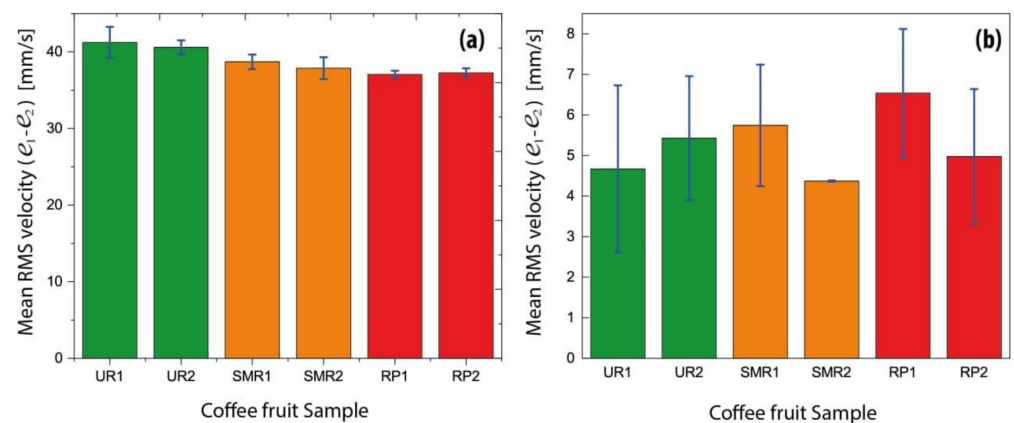 (a)
Mean RMS velocity (e1-e2) [mm/s]
40
30
20
10
0
UR1 UR2 SMR1 SMR2 RP1 RP2
Coffee fruit Sample
(b)
Mean RMS velocity (e1-e2) [mm/s]
8
7
6
5
4
3
2
1
0
UR1 UR2 SMR1 SMR2 RP1 RP2
Coffee fruit Sample